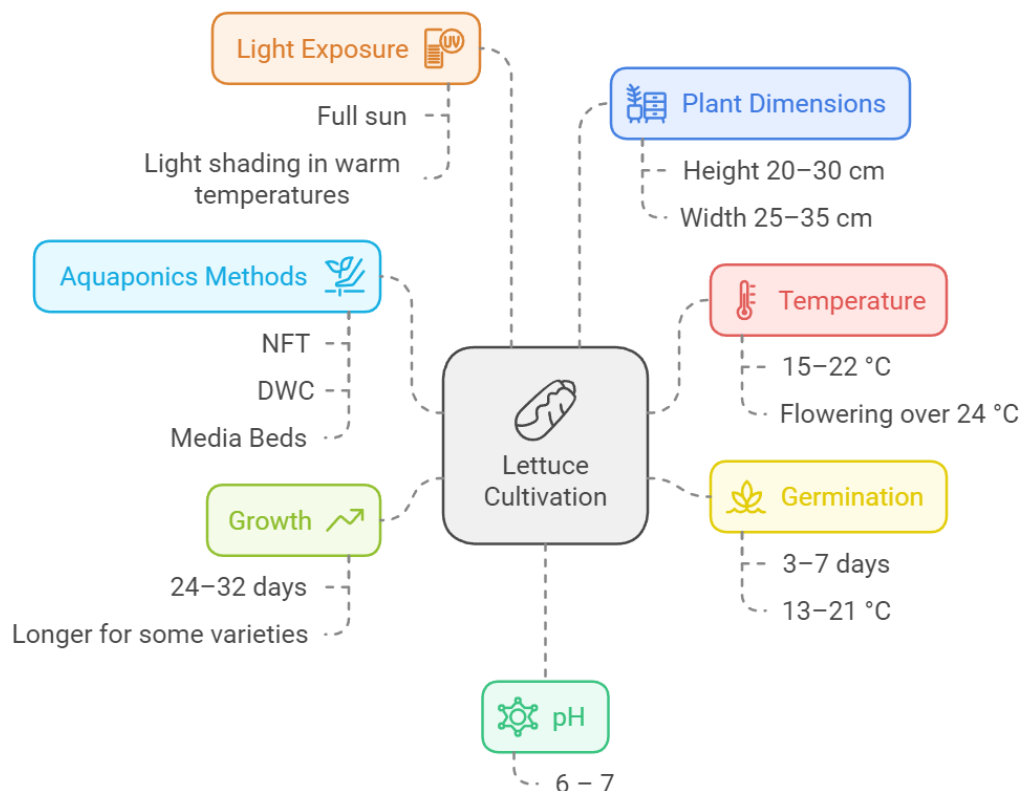 Light Exposure
UV
Full sun
Light shading in warm
temperatures
Plant Dimensions
Height 20–30 cm
Width 25–35 cm
Aquaponics Methods
NFT
DWC
Media Beds
Temperature
15–22 °C
Flowering over 24 °C
Lettuce
Cultivation
Growth
24–32 days
Longer for some varieties
Germination
3–7 days
13–21 °C
pH
6 – 7